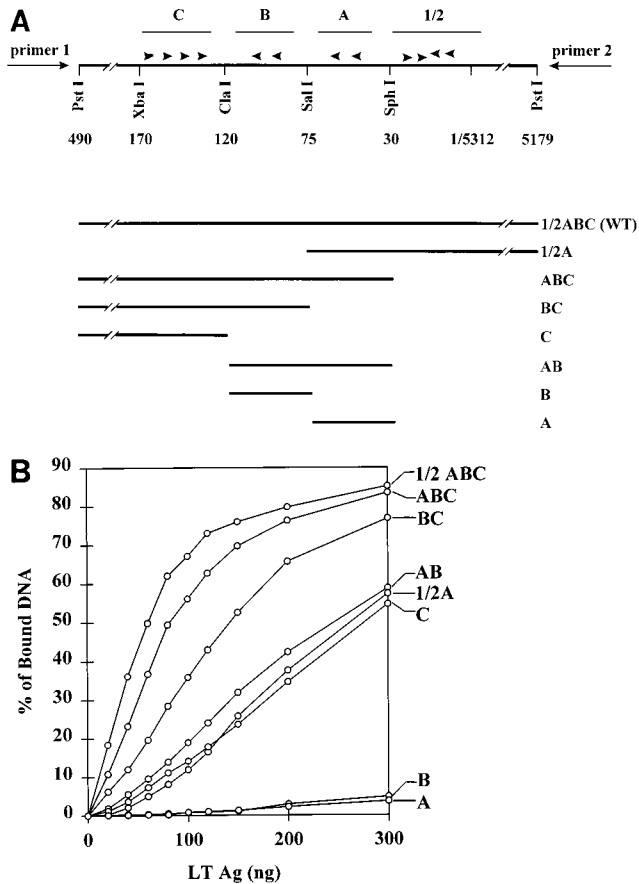 A
C B A 1/2
primer 1 primer 2
Pst I Xba I Cla I Sal I Sph I Pst I
490 170 120 75 30 1/5312 5179
1/2ABC (WT)
1/2A
ABC
BC
C
AB
B
A
B
90
80
70
60
50
40
30
20
10
0
% of Bound DNA
1/2 ABC
ABC
BC
AB
1/2A
C
B
A
0 100 200 300
LT Ag (ng)